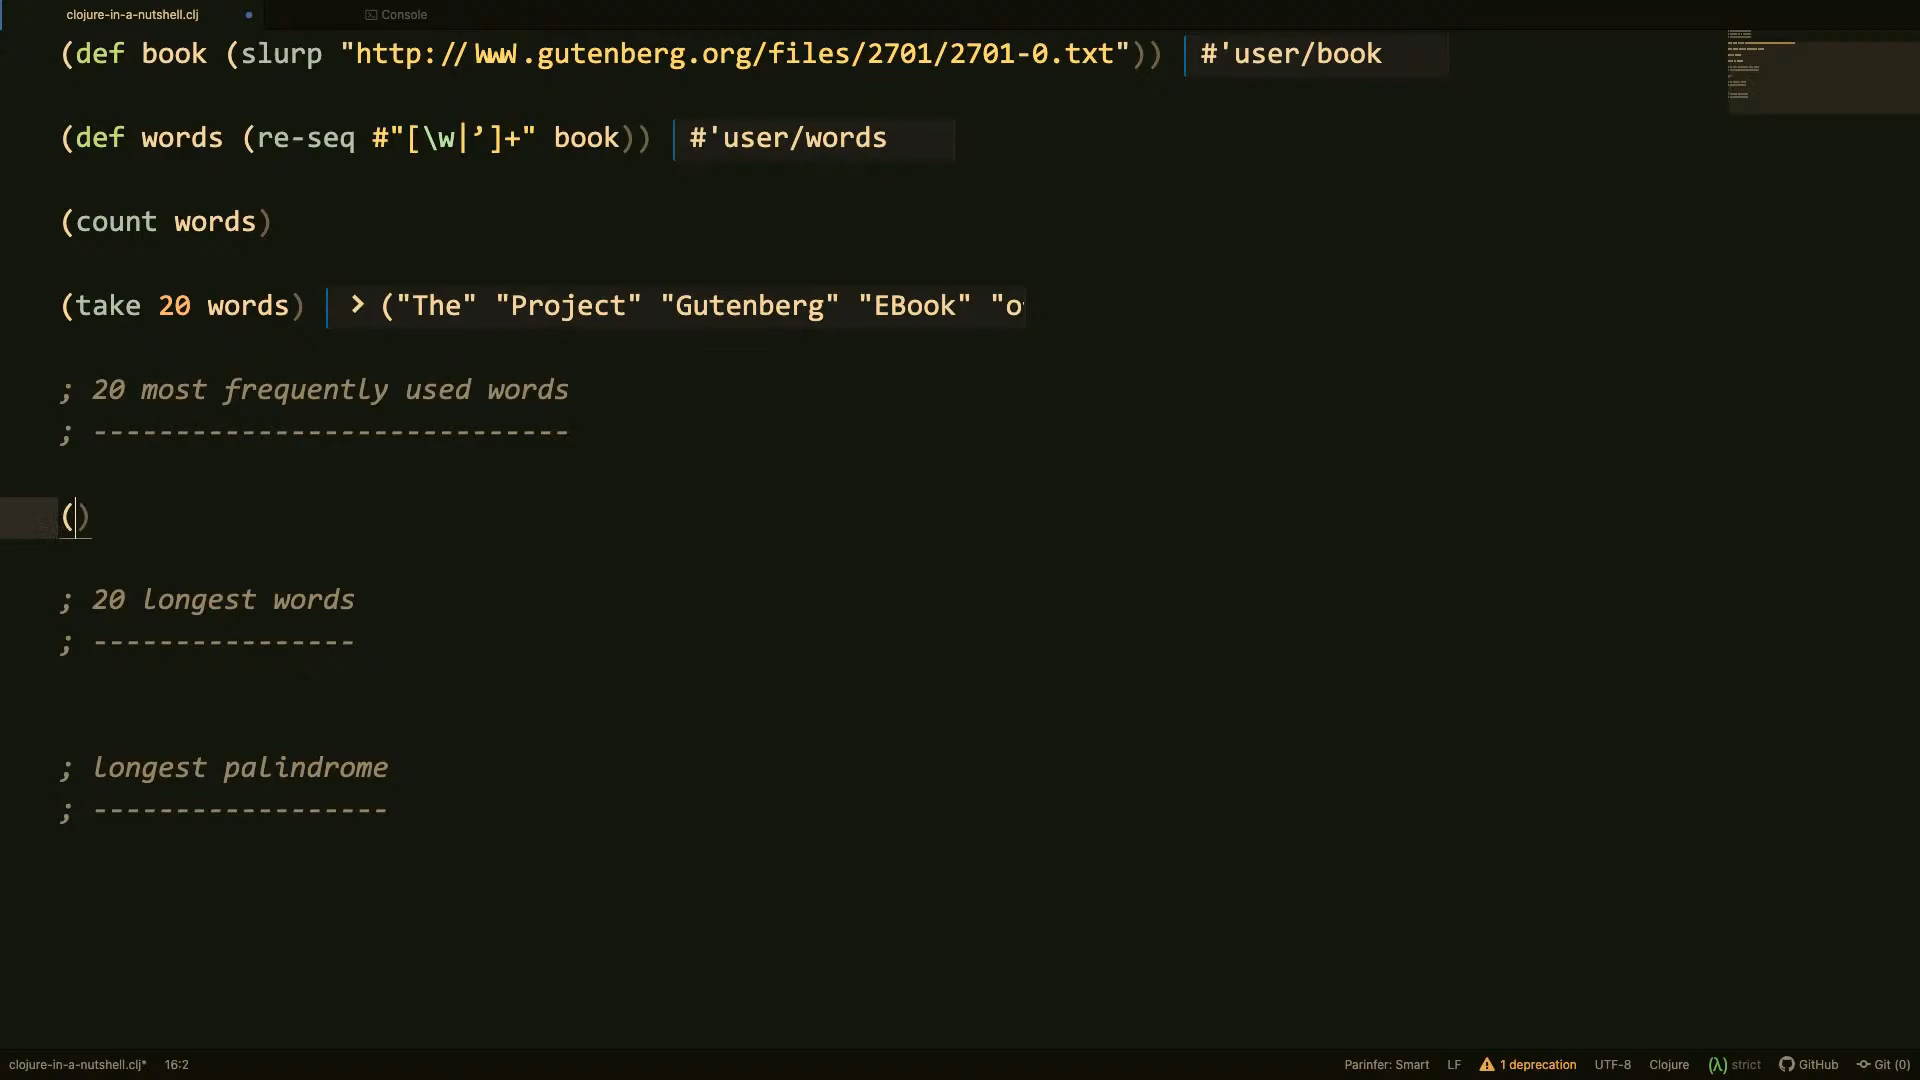 clojure-in-a-nutshell.clj
Console
(def book (slurp "http://www.gutenberg.org/files/2701/2701-0.txt")) #'user/book
(def words (re-seq #"[\w|’]+" book)) #'user/words
(count words)
(take 20 words) > ("The" "Project" "Gutenberg" "EBook" "o
; 20 most frequently used words
; -----------------------------
()
; 20 longest words
; ----------------
; longest palindrome
; ------------------
clojure-in-a-nutshell.clj* 16:2 Parinfer: Smart LF 1 deprecation UTF-8 Clojure (λ) strict GitHub Git (0)